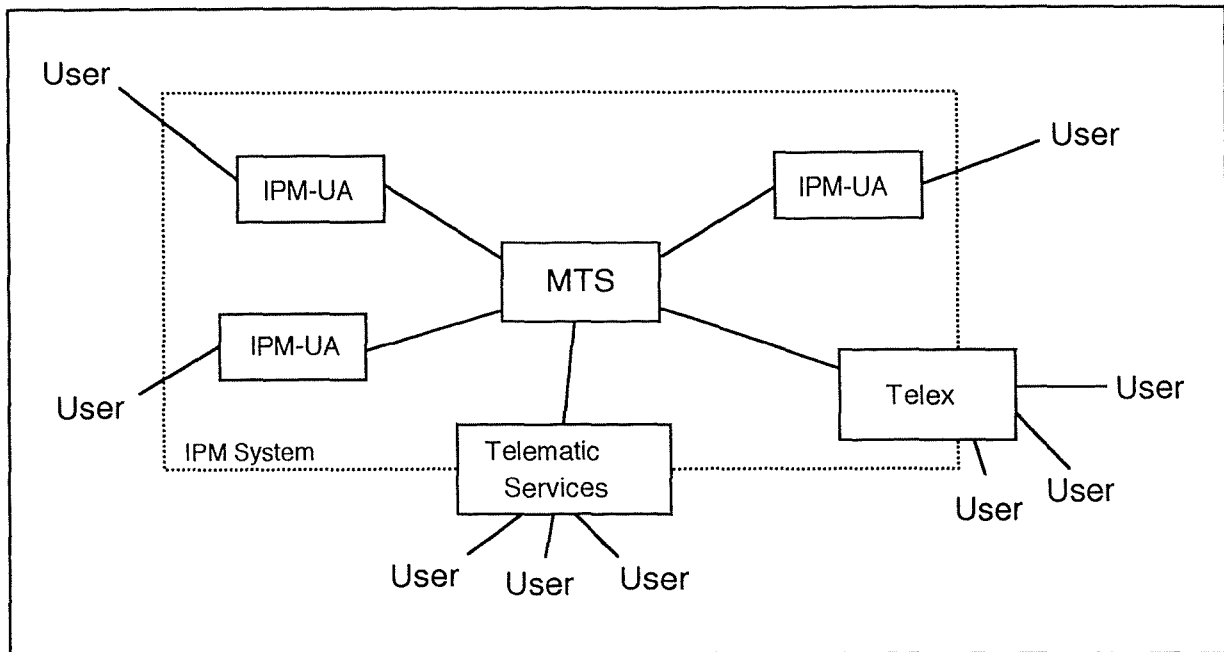 User
User
IPM-UA
IPM-UA
MTS
IPM-UA
User
Telex
User
IPM System
Telematic
Services
User
User
User
User
User
User